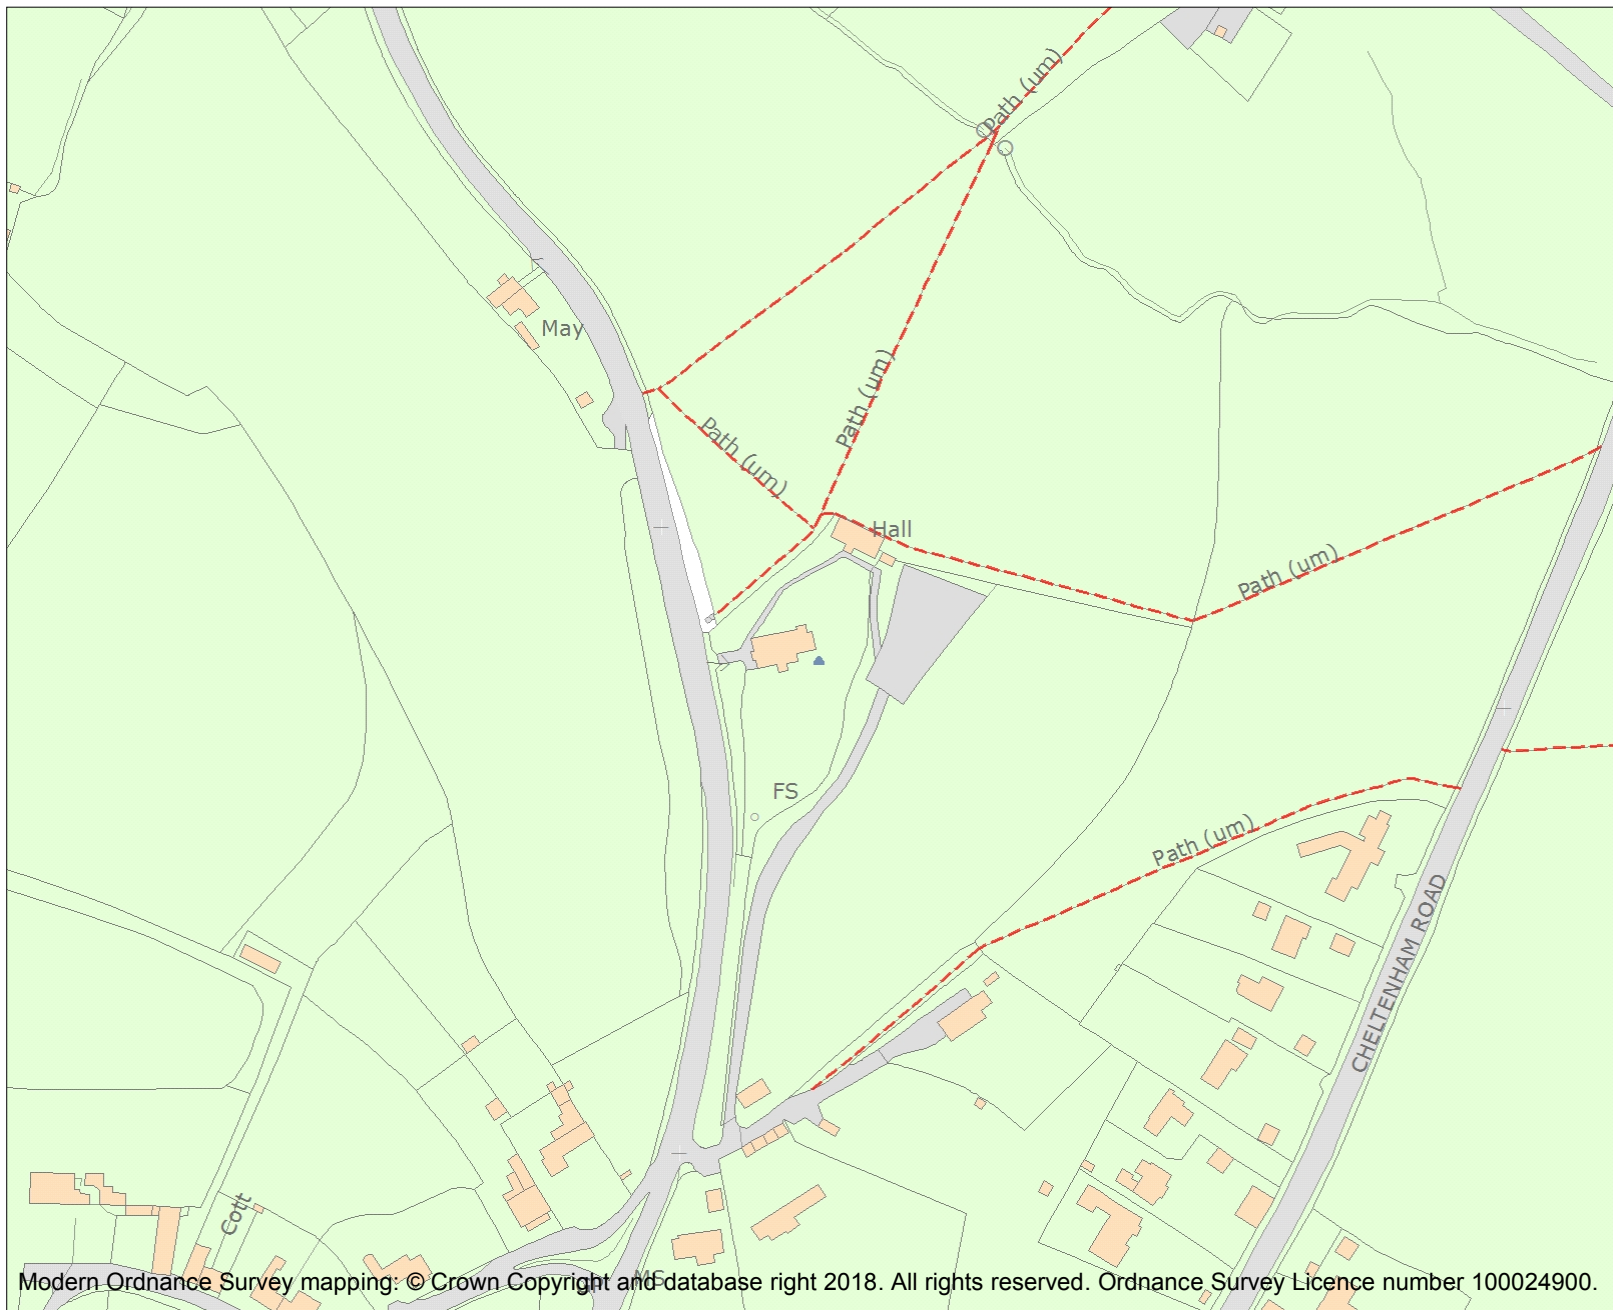 Path (um)
May
Path (um)
Path (um)
Hall
Path (um)
FS
Path (um)
CHELTENHAM ROAD
Cott
MS
Modern Ordnance Survey mapping: © Crown Copyright and database right 2018. All rights reserved. Ordnance Survey Licence number 100024900.